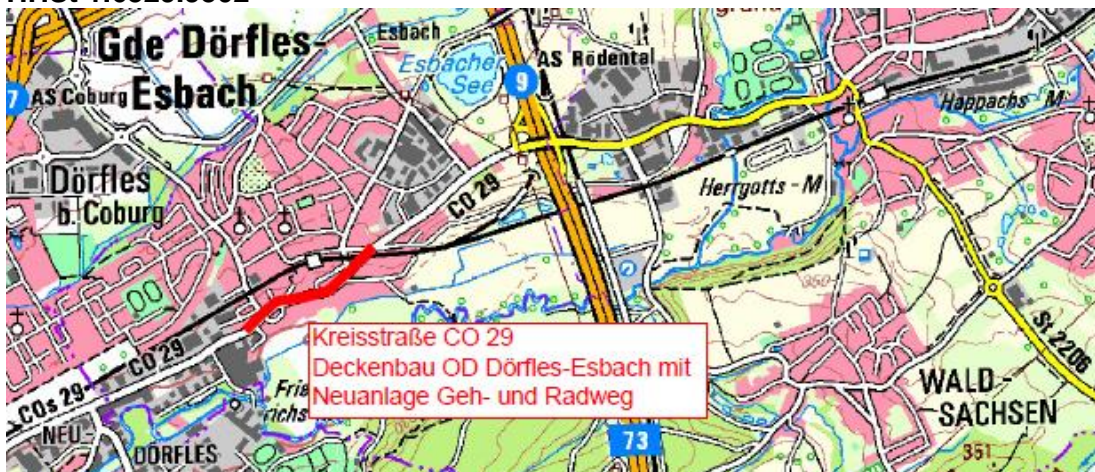 Gde Dörfles-
Esbach
Esbach
Esbacher
See
9
AS Rödental
7
AS Coburg
Happachs-M
Dörfles
b. Coburg
CO 29
Herrgotts-M
350
Kreisstraße CO 29
Deckenbau OD Dörfles-Esbach mit
Neuanlage Geh- und Radweg
CO 29
COs 29
St 2206
WALD-
SACHSEN
NEU-
DÖRFLES
73
351